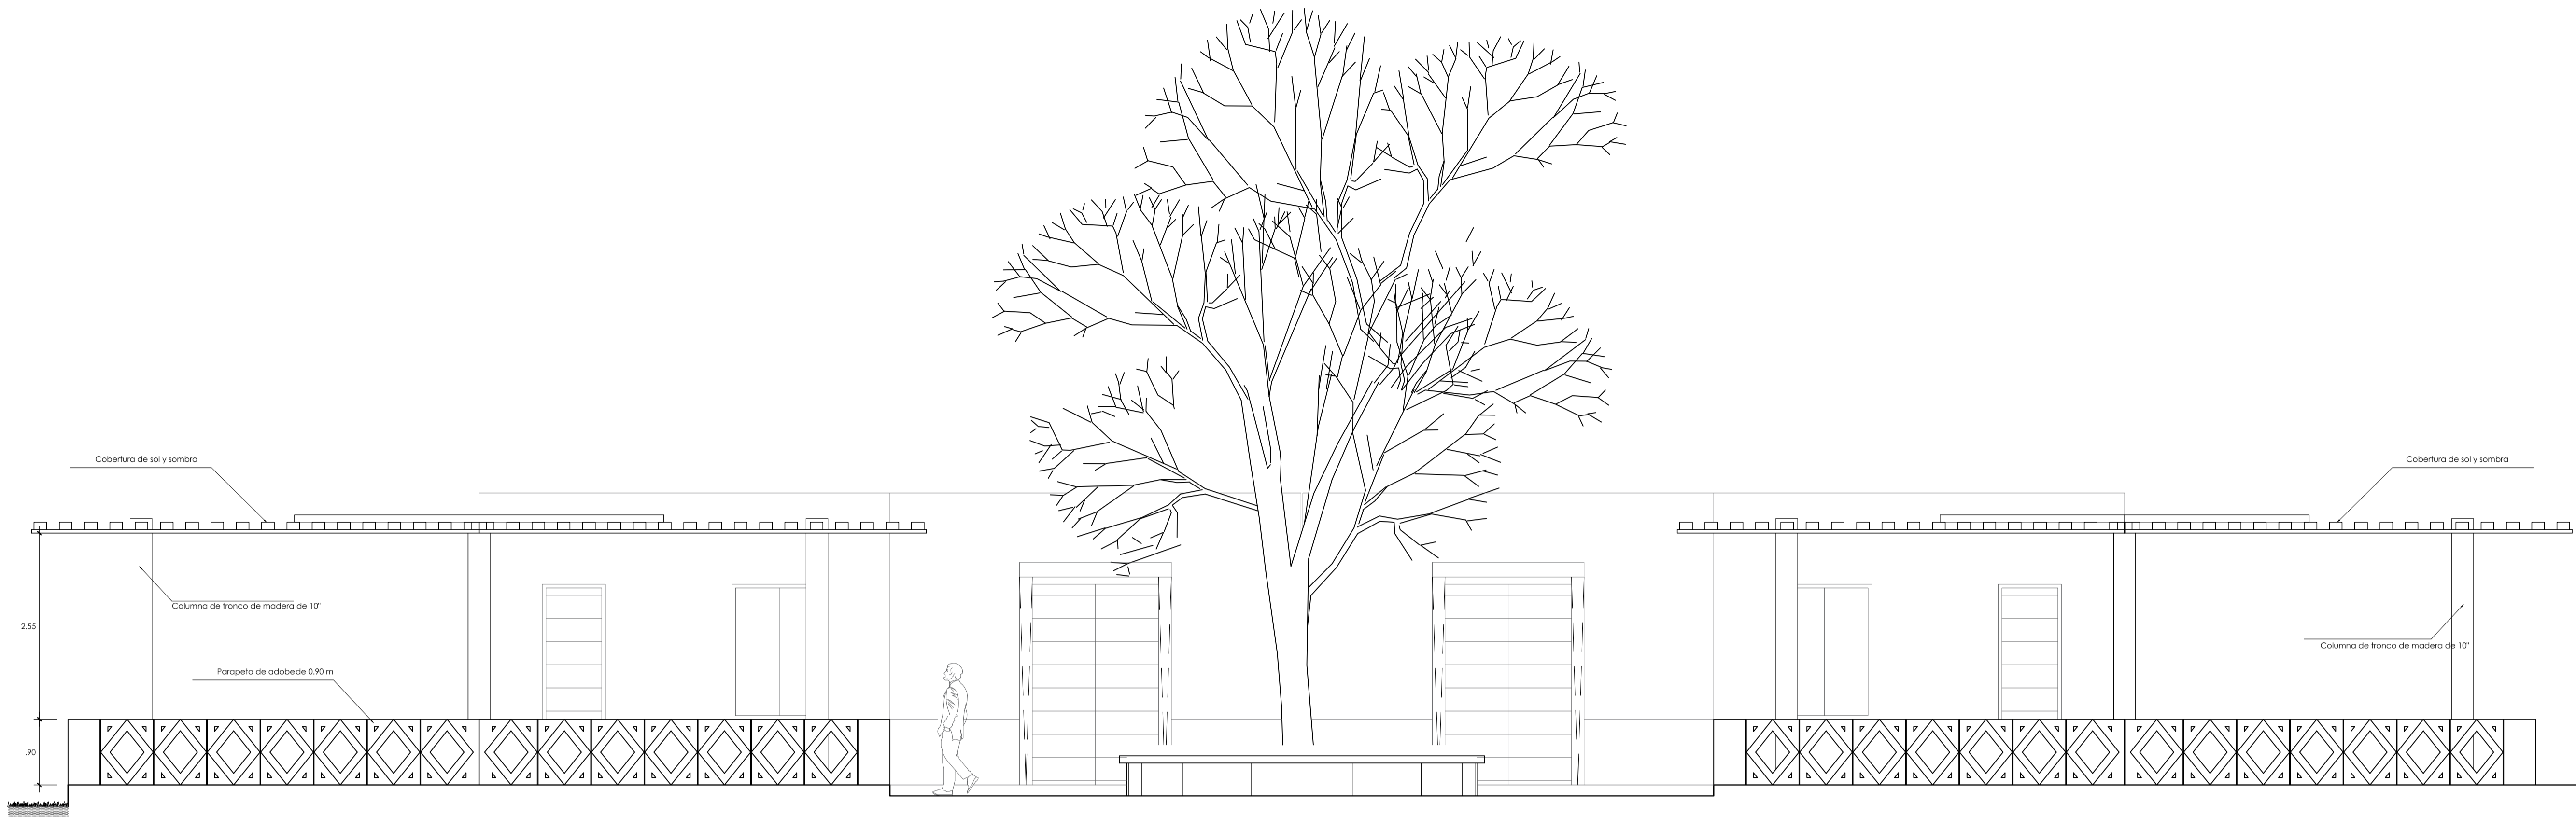 Cobertura de sol y sombra
Cobertura de sol y sombra
Columna de tronco de madera de 10"
2.55
Columna de tronco de madera de 10"
Parapeto de adobede 0.90 m
.90